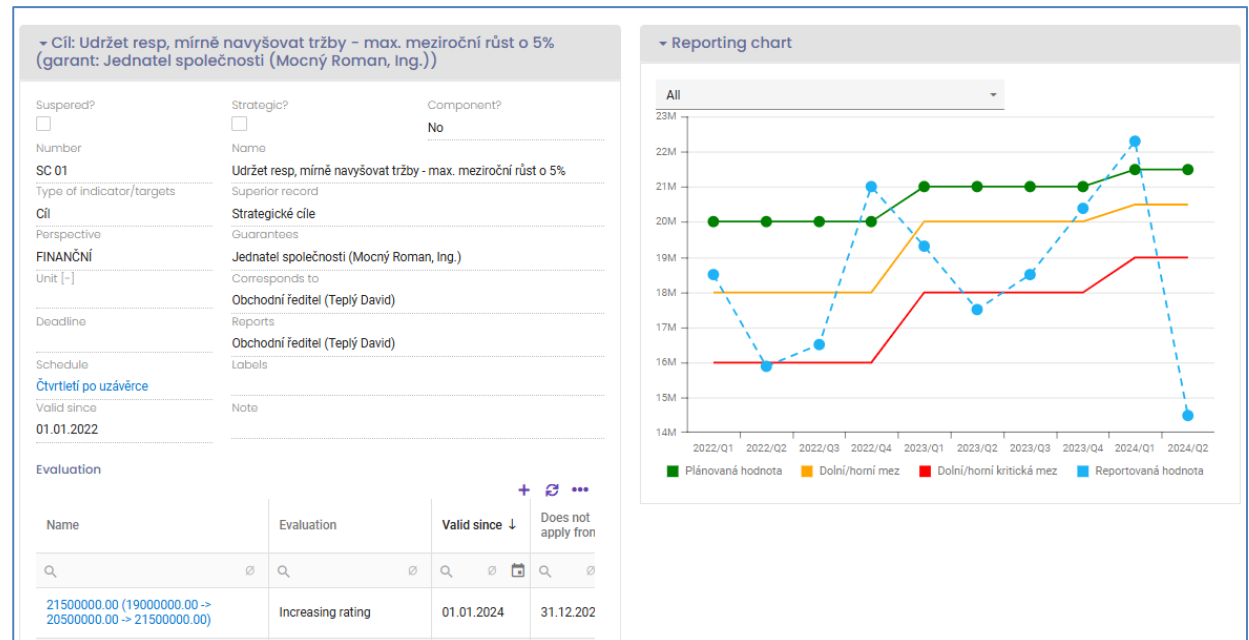 Cíl: Udržet resp, mírně navyšovat tržby - max. meziroční růst o 5%
(garant: Jednatel společnosti (Mocný Roman, Ing.))
Suspered?
Strategic?
Component?
No
Number
Name
SC 01
Udržet resp, mírně navyšovat tržby - max. meziroční růst o 5%
Type of indicator/targets
Superior record
Cíl
Strategické cíle
Perspective
Guarantees
FINANČNÍ
Jednatel společnosti (Mocný Roman, Ing.)
Unit [-]
Corresponds to
Obchodní ředitel (Teplý David)
Deadline
Reports
Obchodní ředitel (Teplý David)
Schedule
Labels
Čtvrtletí po uzávěrce
Valid since
Note
01.01.2022
Evaluation
Name
Evaluation
Valid since ↓
Does not
apply from
21500000.00 (19000000.00 ->
20500000.00 -> 21500000.00)
Increasing rating
01.01.2024
31.12.202
Reporting chart
All
23M
22M
21M
20M
19M
18M
17M
16M
15M
14M
2022/Q1 2022/Q2 2022/Q3 2022/Q4 2023/Q1 2023/Q2 2023/Q3 2023/Q4 2024/Q1 2024/Q2
Plánovaná hodnota Dolní/horní mez Dolní/horní kritická mez Reportovaná hodnota